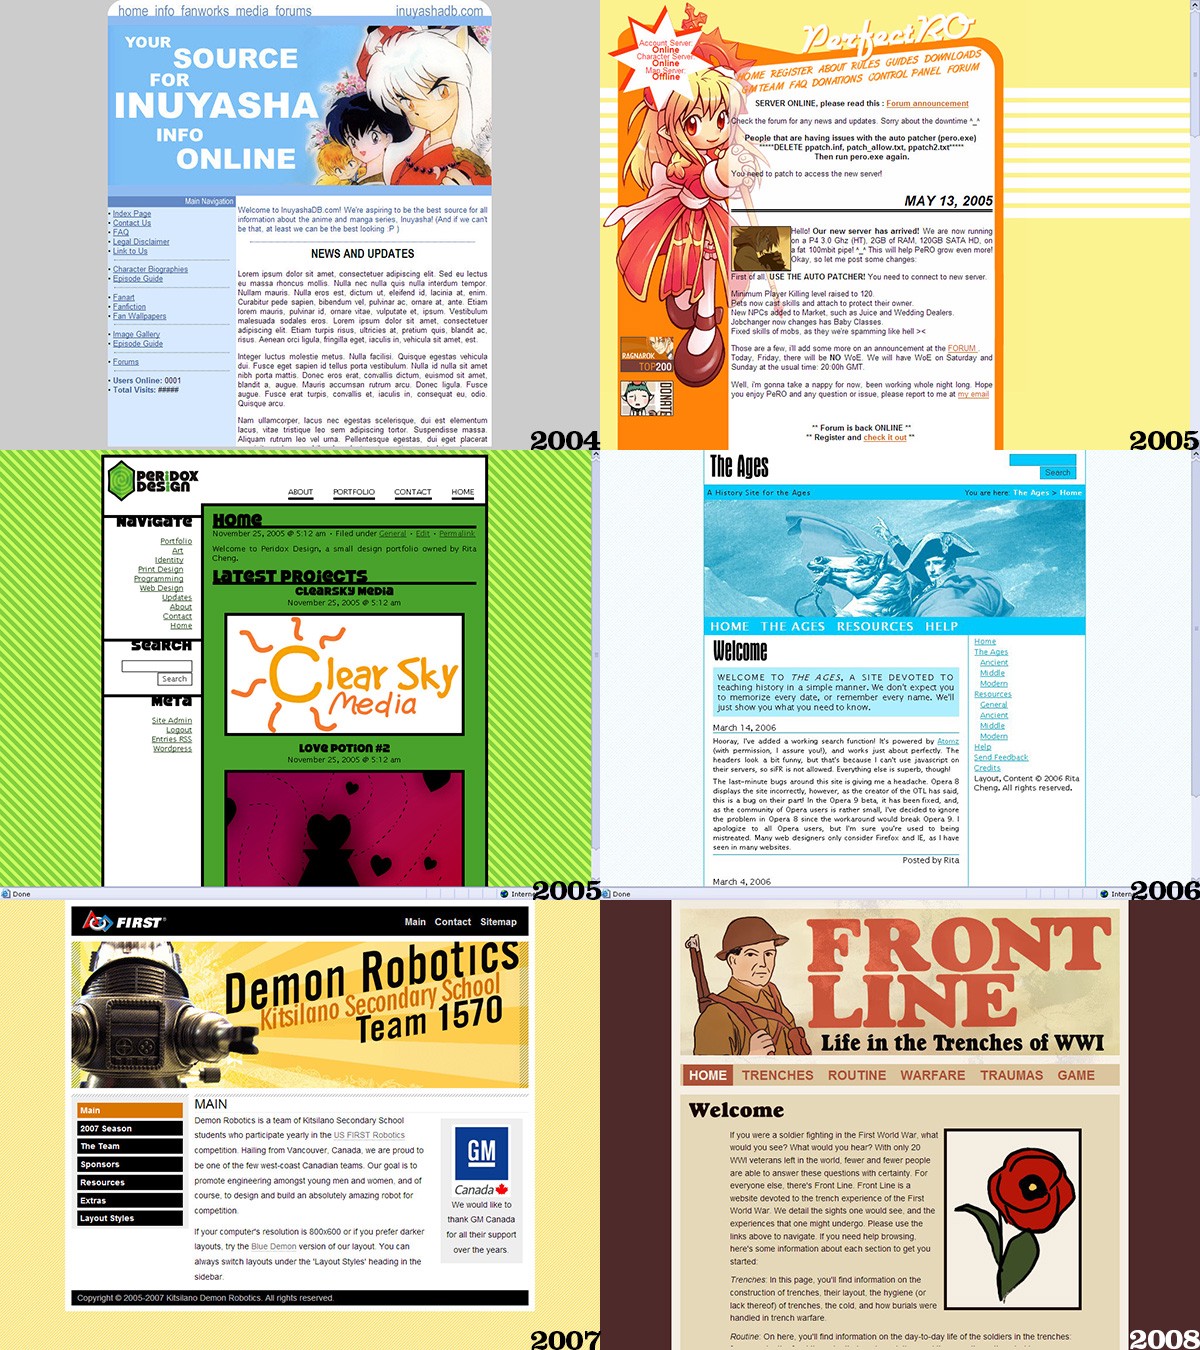 home info fanworks media forums
inuyashadb.com
YOUR
SOURCE
FOR
INUYASHA
INFO
ONLINE
Main Navigation
• Index Page
• Contact Us
• FAQ
• Legal Disclaimer
• Link to Us
• Character Biographies
• Episode Guide
• Fanart
• Fanfiction
• Fan Wallpapers
• Image Gallery
• Episode Guide
• Forums
• Users Online: 0001
• Total Visits: #####
Welcome to InuyashaDB.com! We're aspiring to be the best source for all
information about the anime and manga series, Inuyasha! (And if we can't
be that, at least we can be the best looking :P )
NEWS AND UPDATES
Lorem ipsum dolor sit amet, consectetuer adipiscing elit. Sed eu lectus
eu massa rhoncus mollis. Nulla nec nulla quis nulla interdum tempor.
Nullam mauris. Nulla eros est, dictum ut, eleifend id, lacinia at, enim.
Curabitur pede sapien, bibendum vel, pulvinar ac, ornare at, ante. Etiam
lorem mauris, pulvinar id, ornare vitae, vulputate et, ipsum. Vestibulum
malesuada sodales eros. Lorem ipsum dolor sit amet, consectetuer
adipiscing elit. Etiam turpis risus, ultricies at, pretium quis, blandit ac,
risus. Aenean orci ligula, fringilla eget, iaculis in, vehicula sit amet, est.
Integer luctus molestie metus. Nulla facilisi. Quisque egestas vehicula
dui. Fusce eget sapien id tellus porta vestibulum. Nulla id nulla sit amet
nibh porta mattis. Donec eros erat, convallis dictum, euismod sit amet,
blandit a, augue. Mauris accumsan rutrum arcu. Donec ligula. Fusce
augue. Fusce erat turpis, convallis et, iaculis in, consequat eu, odio.
Quisque arcu.
Nam ullamcorper, lacus nec egestas scelerisque, dui est elementum
lacus, vitae tristique leo sem adipiscing tortor. Suspendisse massa.
Aliquam rutrum leo vel urna. Pellentesque egestas, dui eget placerat
2004
PerfectRO
Account Server:
Online
Character Server:
Online
Map Server:
Offline
HOME REGISTER ABOUT RULES GUIDES DOWNLOADS
GM TEAM FAQ DONATIONS CONTROL PANEL FORUM
SERVER ONLINE, please read this : Forum announcement
Check the forum for any news and updates. Sorry about the downtime ^_^
People that are having issues with the auto patcher (pero.exe)
*****DELETE ppatch.inf, patch_allow.txt, ppatch2.txt*****
Then run pero.exe again.
You need to patch to access the new server!
MAY 13, 2005
Hello! Our new server has arrived! We are now running
on a P4 3.0 Ghz (HT), 2GB of RAM, 120GB SATA HD, on
a fat 100mbit pipe! ^_^ This will help PeRO grow even more!
Okay, so let me post some changes:
First of all, USE THE AUTO PATCHER! You need to connect to new server.
Minimum Player Killing level raised to 120.
Pets now cast skills and attach to protect their owner.
New NPCs added to Market, such as Juice and Wedding Dealers.
Jobchanger now changes has Baby Classes.
Fixed skills of mobs, as they're spamming like hell ><
Those are a few, i'll add some more on an announcement at the FORUM .
Today, Friday, there will be NO WoE. We will have WoE on Saturday and
Sunday at the usual time: 20:00h GMT.
Well, i'm gonna take a nappy for now, been working whole night long. Hope
you enjoy PeRO and any question or issue, please report to me at my email
** Forum is back ONLINE **
** Register and check it out **
RAGNAROK
TOP200
DONATE
2005
PERIDOX
DESIGN
ABOUT PORTFOLIO CONTACT HOME
NAVIGATE
Portfolio
Art
Identity
Print Design
Programming
Web Design
Updates
About
Contact
Home
SEARCH
Search
META
Site Admin
Logout
Entries RSS
Wordpress
HOME
November 25, 2005 @ 5:12 am • Filed under General • Edit • Permalink
Welcome to Peridox Design, a small design portfolio owned by Rita
Cheng.
LATEST PROJECTS
CLEARSKY MEDIA
November 25, 2005 @ 5:12 am
Clear Sky
Media
LOVE POTION #2
November 25, 2005 @ 5:12 am
Done
Intern
2005
The Ages
Search
A History Site for the Ages
You are here: The Ages > Home
HOME THE AGES RESOURCES HELP
Welcome
WELCOME TO THE AGES, A SITE DEVOTED TO
teaching history in a simple manner. We don't expect you
to memorize every date, or remember every name. We'll
just show you what you need to know.
March 14, 2006
Hooray, I've added a working search function! It's powered by Atomz
(with permission, I assure you!), and works just about perfectly. The
headers look a bit funny, but that's because I can't use javascript on
their servers, so sIFR is not allowed. Everything else is superb, though!
The last-minute bugs around this site is giving me a headache. Opera 8
displays the site incorrectly, however, as the creator of the OTL has said,
this is a bug on their part! In the Opera 9 beta, it has been fixed, and,
as the community of Opera users is rather small, I've decided to ignore
the problem in Opera 8 since the workaround would break Opera 9. I
apologize to all Opera users, but I'm sure you're used to being
mistreated. Many web designers only consider Firefox and IE, as I have
seen in many websites.
Posted by Rita
March 4, 2006
Home
The Ages
Ancient
Middle
Modern
Resources
General
Ancient
Middle
Modern
Help
Send Feedback
Credits
Layout, Content © 2006 Rita
Cheng. All rights reserved.
Done
Intern
2006
FIRST®
Main Contact Sitemap
Demon Robotics
Kitsilano Secondary School
Team 1570
Main
2007 Season
The Team
Sponsors
Resources
Extras
Layout Styles
MAIN
Demon Robotics is a team of Kitsilano Secondary School
students who participate yearly in the US FIRST Robotics
competition. Hailing from Vancouver, Canada, we are proud to
be one of the few west-coast Canadian teams. Our goal is to
promote engineering amongst young men and women, and of
course, to design and build an absolutely amazing robot for
competition.
If your computer's resolution is 800x600 or if you prefer darker
layouts, try the Blue Demon version of our layout. You can
always switch layouts under the 'Layout Styles' heading in the
sidebar.
GM
Canada
We would like to
thank GM Canada
for all their support
over the years.
Copyright © 2005-2007 Kitsilano Demon Robotics. All rights reserved.
2007
FRONT
LINE
Life in the Trenches of WWI
HOME TRENCHES ROUTINE WARFARE TRAUMAS GAME
Welcome
If you were a soldier fighting in the First World War, what
would you see? What would you hear? With only 20
WWI veterans left in the world, fewer and fewer people
are able to answer these questions with certainty. For
everyone else, there's Front Line. Front Line is a
website devoted to the trench experience of the First
World War. We detail the sights one would see, and the
experiences that one might undergo. Please use the
links above to navigate. If you need help browsing,
here's some information about each section to get you
started:
Trenches: In this page, you'll find information on the
construction of trenches, their layout, the hygiene (or
lack thereof) of trenches, the cold, and how burials were
handled in trench warfare.
Routine: On here, you'll find information on the day-to-day life of the soldiers in the trenches:
2008